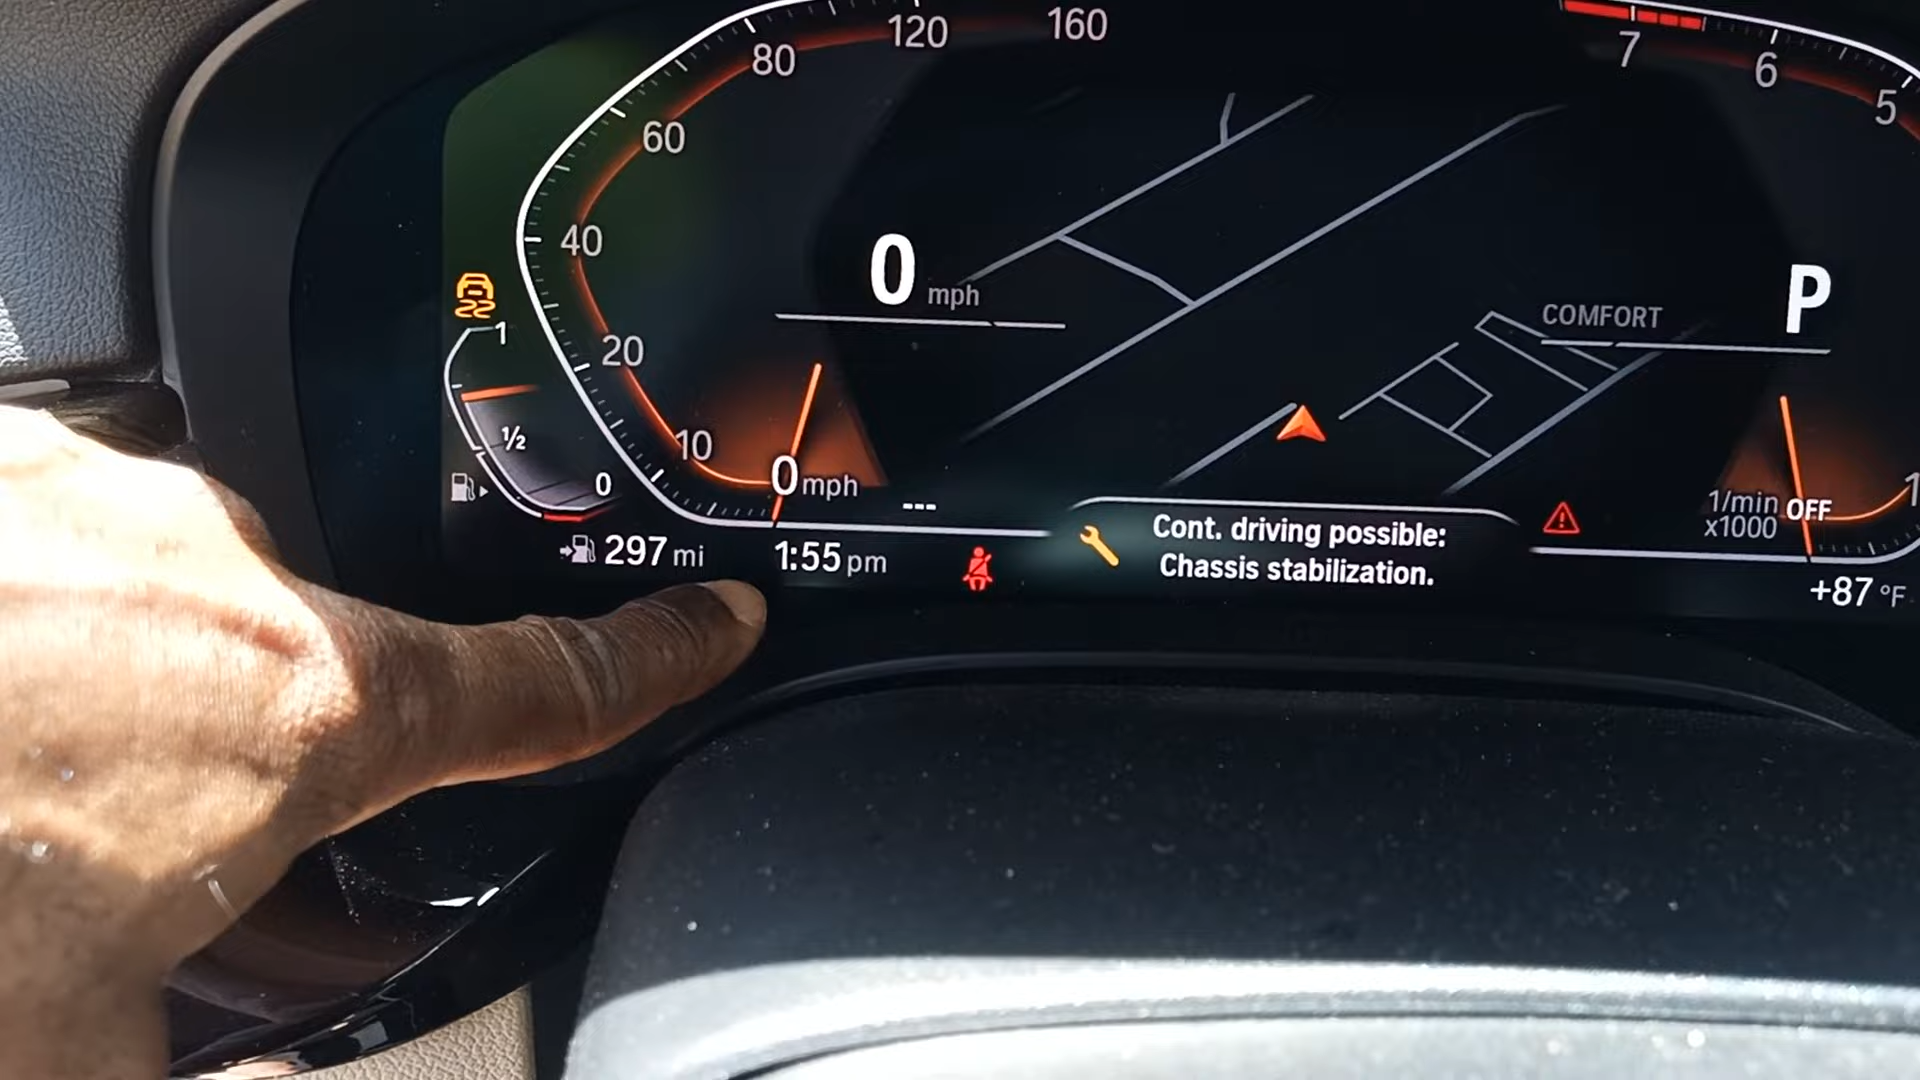 80
120
160
7
6
5
60
40
20
10
0 mph
0 mph
COMFORT
P
1
½
0
---
1/min
x1000
OFF
1
297 mi
1:55 pm
Cont. driving possible:
Chassis stabilization.
+87 °F